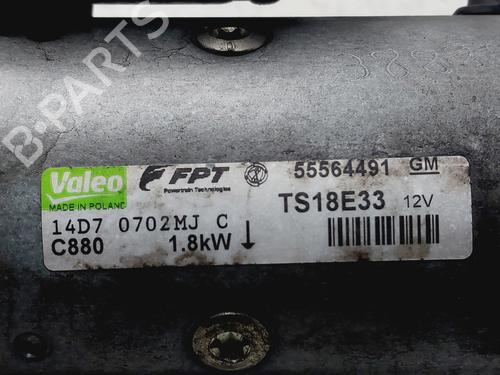 B-PARTS
Valeo
MADE IN POLAND
FPT
Powertrain Technologies
55564491 GM
TS18E33 12V
14D7 0702MJ C
C880 1.8kW